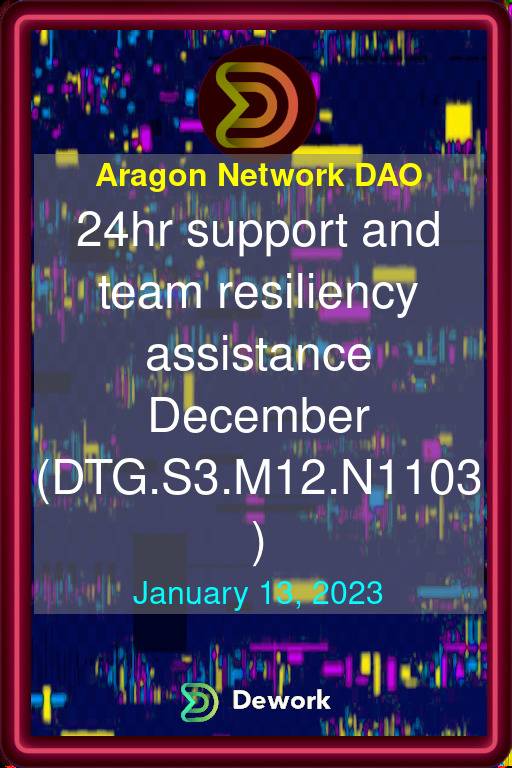 Aragon Network DAO
24hr support and
team resiliency
assistance
December
(DTG.S3.M12.N1103
)
January 13, 2023
Dework